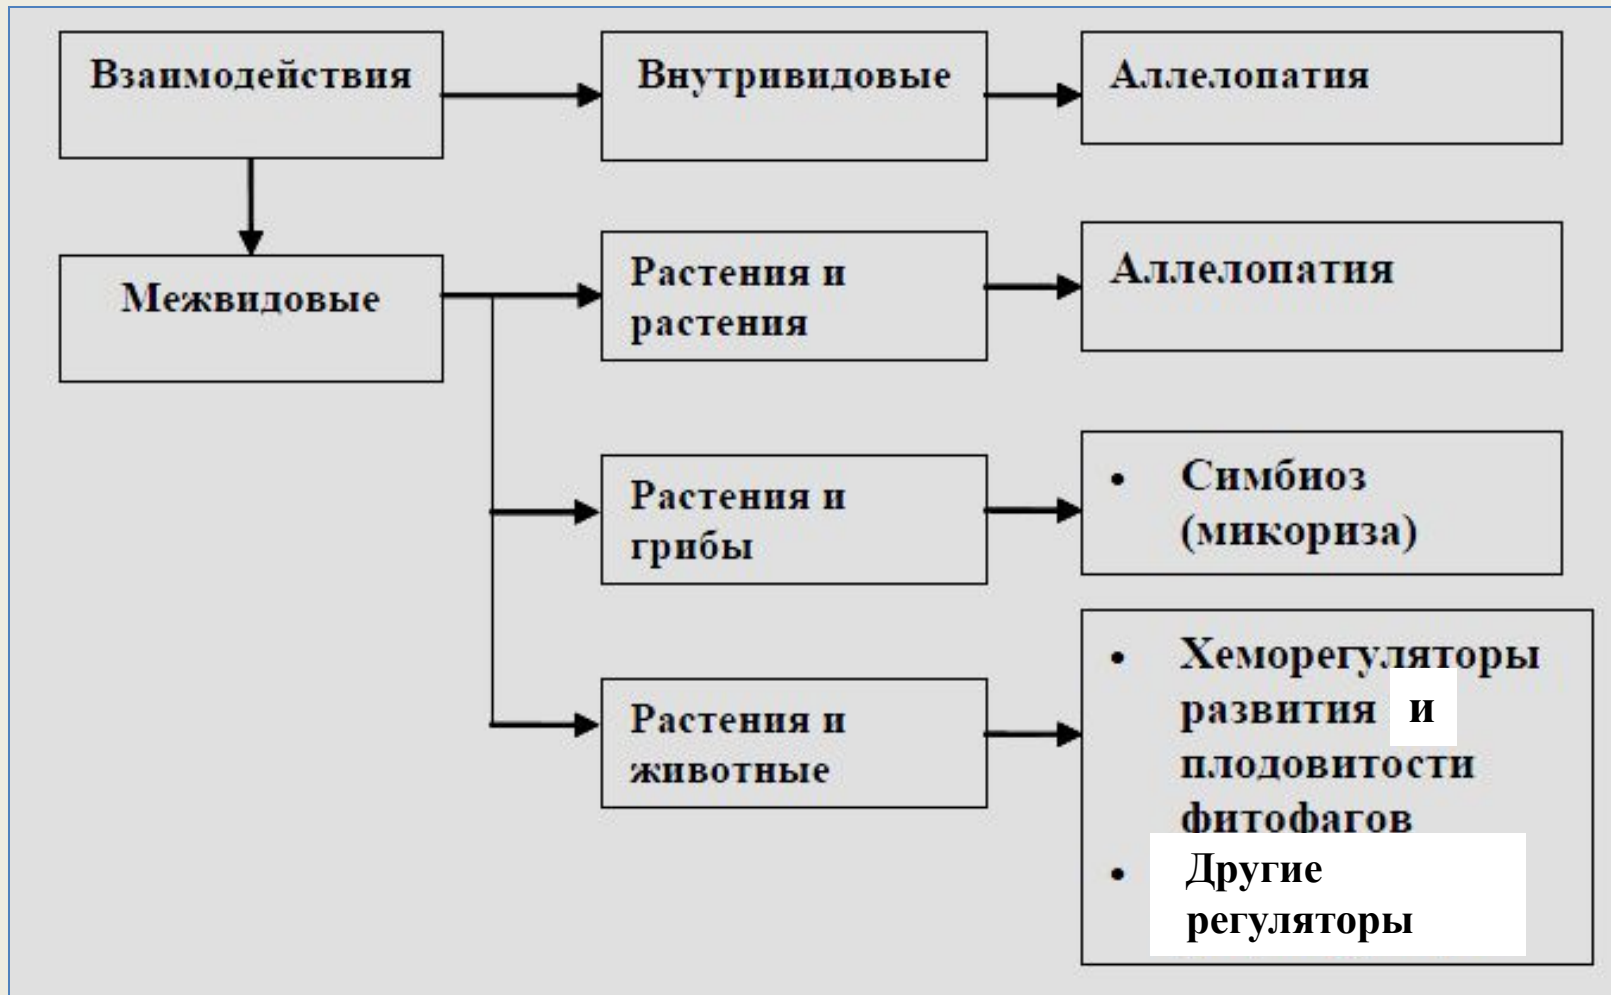 Взаимодействия
Внутривидовые
Аллелопатия
Межвидовые
Растения и
растения
Аллелопатия
Растения и
грибы
• Симбиоз
(микориза)
Растения и
животные
• Хеморегуляторы
развития и
плодовитости
фитофагов
• Другие
регуляторы